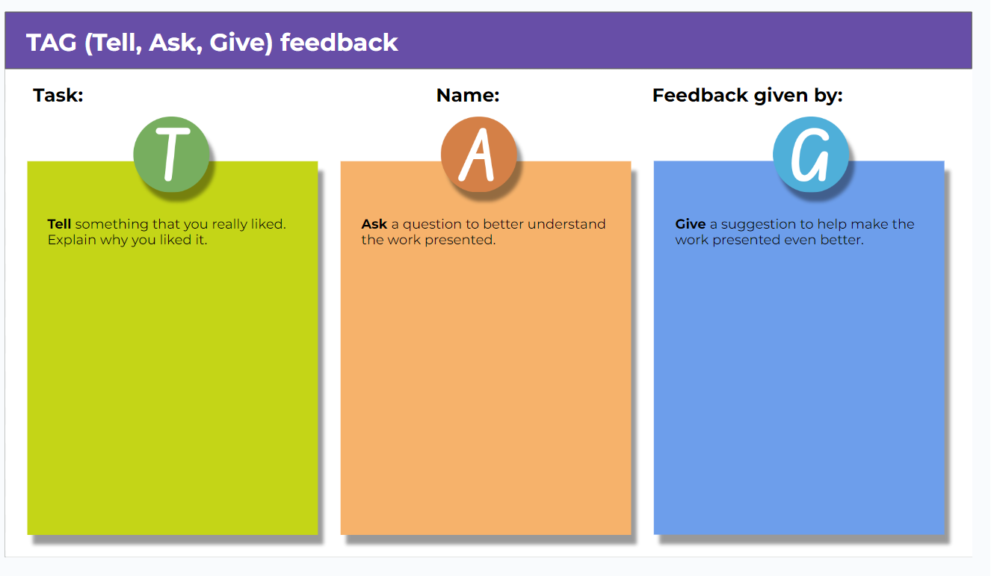 TAG (Tell, Ask, Give) feedback
Task:
Name:
Feedback given by:
T
Tell something that you really liked.
Explain why you liked it.
A
Ask a question to better understand
the work presented.
G
Give a suggestion to help make the
work presented even better.